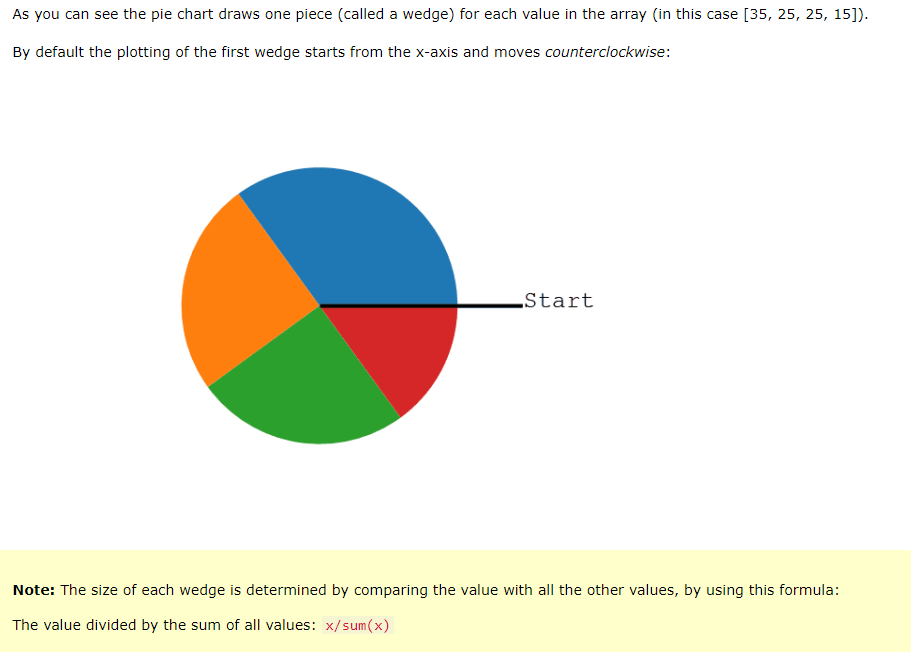 As you can see the pie chart draws one piece (called a wedge) for each value in the array (in this case [35, 25, 25, 15]).
By default the plotting of the first wedge starts from the x-axis and moves counterclockwise:
Start
Note: The size of each wedge is determined by comparing the value with all the other values, by using this formula:
The value divided by the sum of all values: x/sum(x)